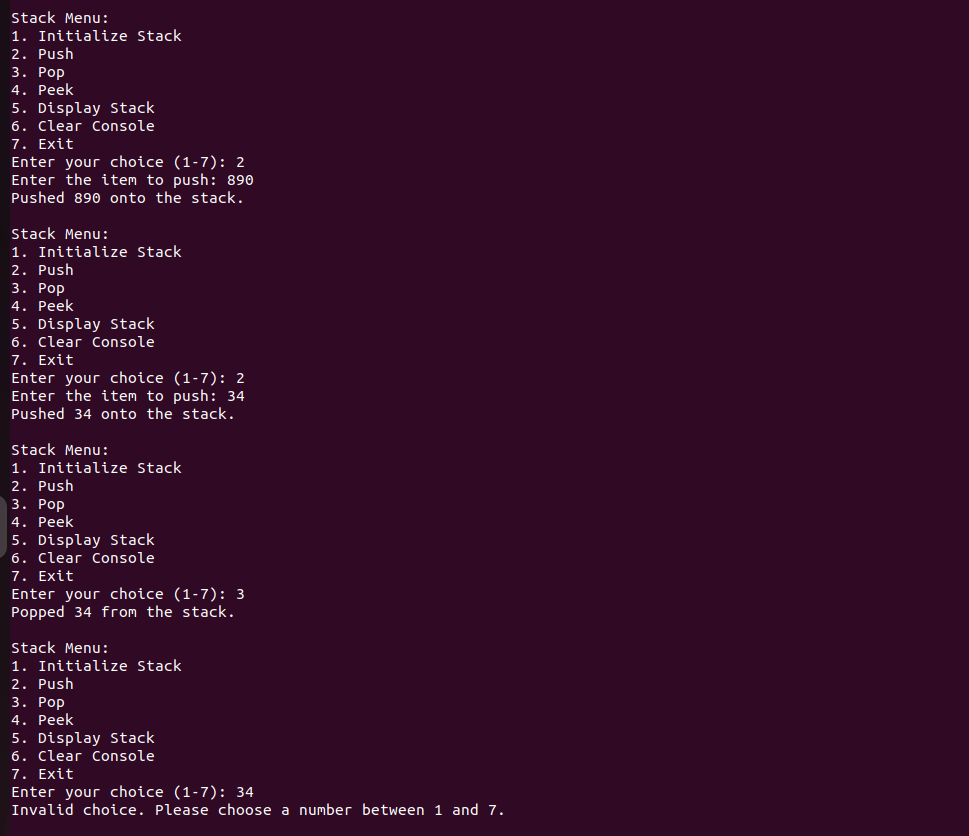 Stack Menu:
1. Initialize Stack
2. Push
3. Pop
4. Peek
5. Display Stack
6. Clear Console
7. Exit
Enter your choice (1-7): 2
Enter the item to push: 890
Pushed 890 onto the stack.

Stack Menu:
1. Initialize Stack
2. Push
3. Pop
4. Peek
5. Display Stack
6. Clear Console
7. Exit
Enter your choice (1-7): 2
Enter the item to push: 34
Pushed 34 onto the stack.

Stack Menu:
1. Initialize Stack
2. Push
3. Pop
4. Peek
5. Display Stack
6. Clear Console
7. Exit
Enter your choice (1-7): 3
Popped 34 from the stack.

Stack Menu:
1. Initialize Stack
2. Push
3. Pop
4. Peek
5. Display Stack
6. Clear Console
7. Exit
Enter your choice (1-7): 34
Invalid choice. Please choose a number between 1 and 7.